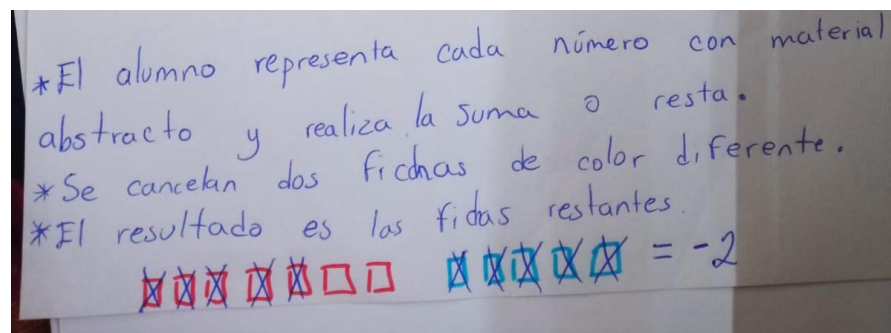 *El alumno representa cada número con material
abstracto y realiza la suma o resta.
*Se cancelan dos ficdhas de color diferente.
*El resultado es las fidas restantes.
= -2